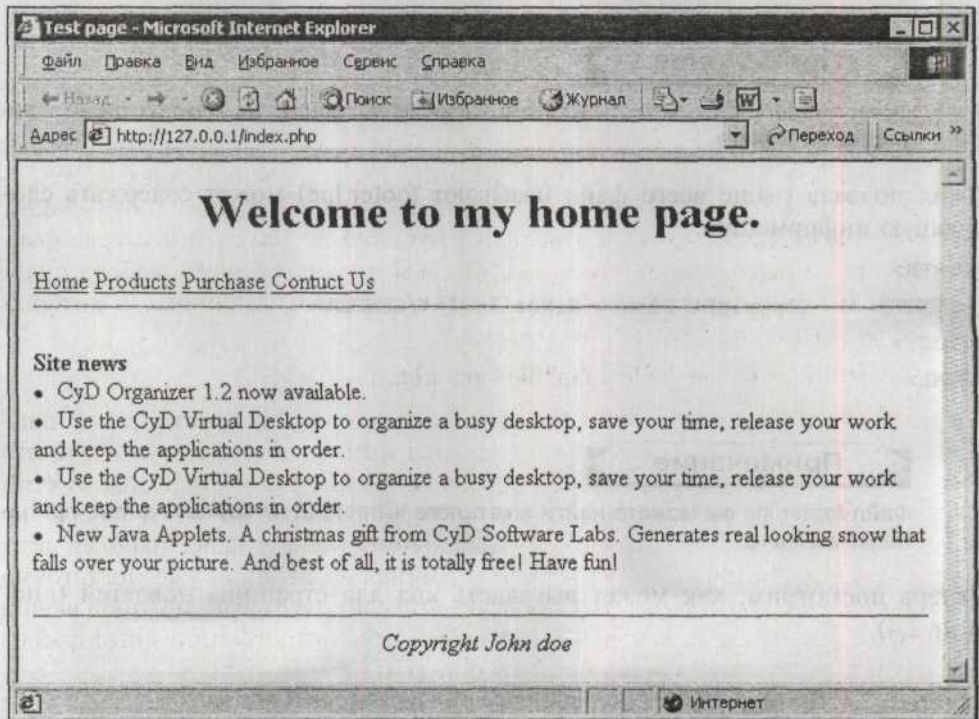 Test page - Microsoft Internet Explorer
Файл Правка Вид Избранное Сервис Справка
Назад Поиск Избранное Журнал
Адрес http://127.0.0.1/index.php Переход Ссылки »
Welcome to my home page.
Home Products Purchase Contuct Us
Site news
• CyD Organizer 1.2 now available.
• Use the CyD Virtual Desktop to organize a busy desktop, save your time, release your work
and keep the applications in order.
• Use the CyD Virtual Desktop to organize a busy desktop, save your time, release your work
and keep the applications in order.
• New Java Applets. A christmas gift from CyD Software Labs. Generates real looking snow that
falls over your picture. And best of all, it is totally free! Have fun!
Copyright John doe
Интернет